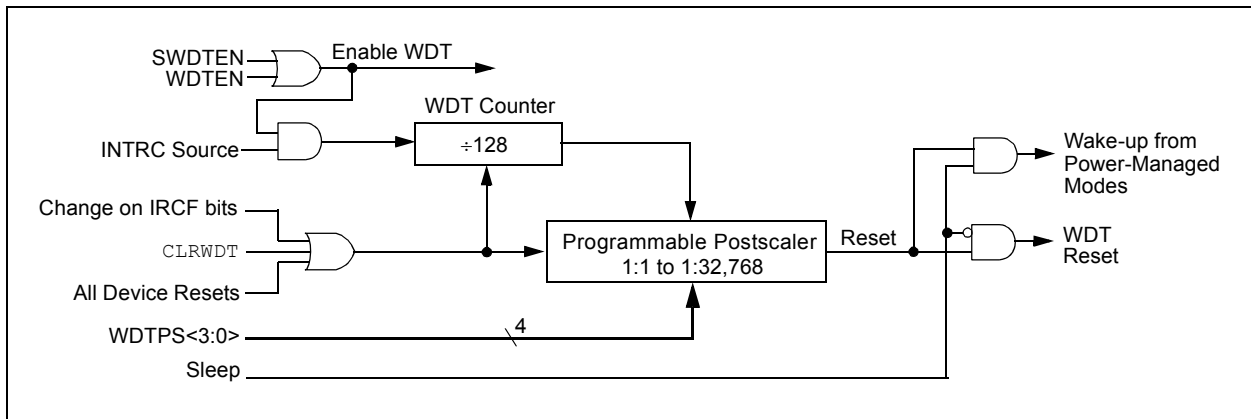 SWDTEN
WDTEN
Enable WDT
WDT Counter
÷128
INTRC Source
Wake-up from
Power-Managed
Modes
Change on IRCF bits
CLRWDT
All Device Resets
Programmable Postscaler
1:1 to 1:32,768
Reset
WDT
Reset
WDTPS<3:0>
4
Sleep